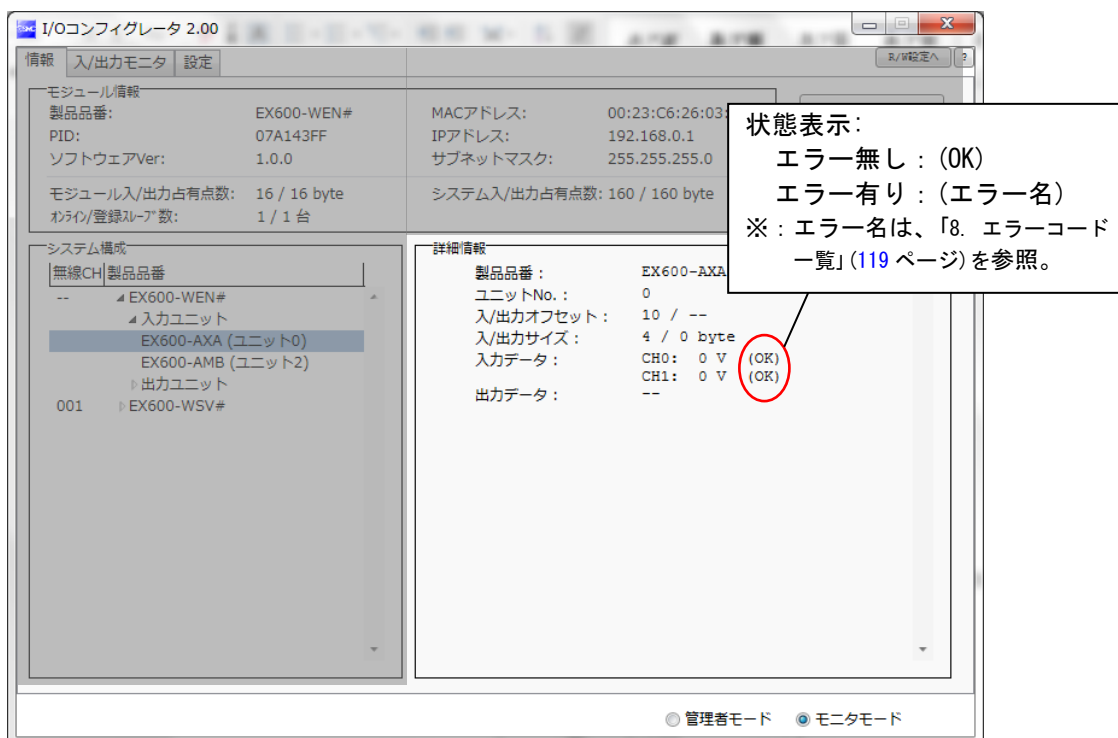 I/Oコンフィグレータ 2.00
情報 入/出力モニタ 設定
R/W設定へ ?
モジュール情報
製品品番: EX600-WEN# MACアドレス: 00:23:C6:26:03:
PID: 07A143FF IPアドレス: 192.168.0.1
ソフトウェアVer: 1.0.0 サブネットマスク: 255.255.255.0
モジュール入/出力占有点数: 16 / 16 byte システム入/出力占有点数: 160 / 160 byte
オンライン/登録スレーブ数: 1 / 1 台
状態表示:
エラー無し:(OK)
エラー有り:(エラー名)
※:エラー名は、「8. エラーコード
一覧」(119 ページ)を参照。
システム構成
無線CH 製品品番
-- EX600-WEN#
入力ユニット
EX600-AXA (ユニット0)
EX600-AMB (ユニット2)
出力ユニット
001 EX600-WSV#
詳細情報
製品品番: EX600-AXA
ユニットNo.: 0
入/出力オフセット: 10 / --
入/出力サイズ: 4 / 0 byte
入力データ: CH0: 0 V (OK)
CH1: 0 V (OK)
出力データ: --
管理者モード モニタモード